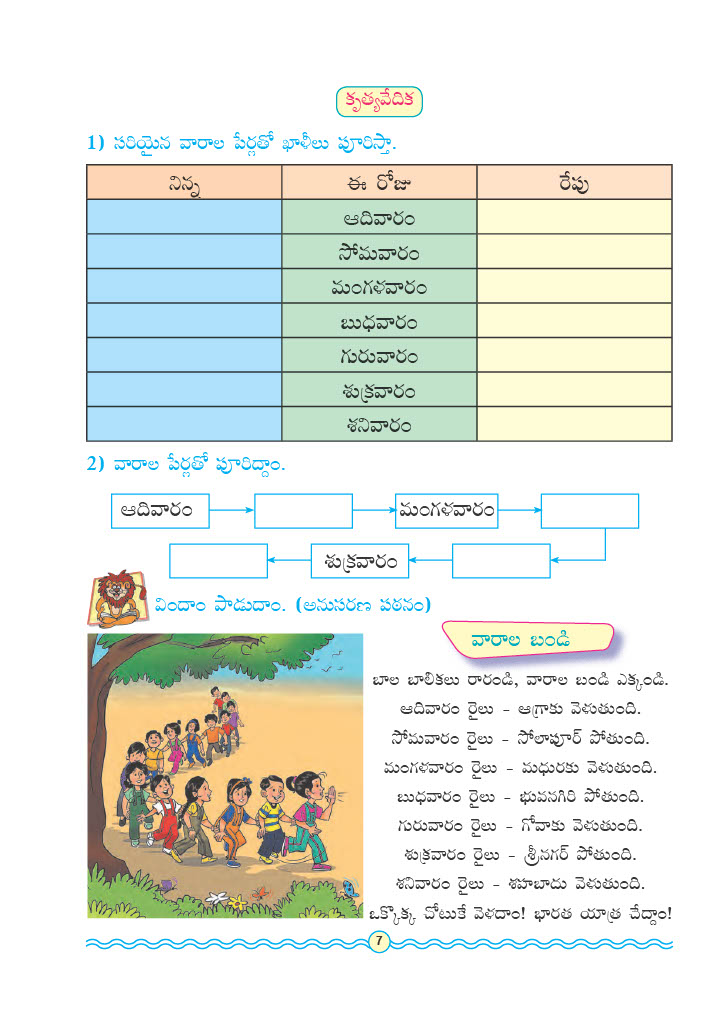 కృత్యవేదిక
1) సరియైన వారాల పేర్లతో ఖాళీలు పూరిస్తా.
నిన్న ఈ రోజు రేపు
ఆదివారం
సోమవారం
మంగళవారం
బుధవారం
గురువారం
శుక్రవారం
శనివారం
2) వారాల పేర్లతో పూరిద్దాం.
ఆదివారం మంగళవారం
శుక్రవారం
విందాం పాడుదాం. (అనుసరణ పఠనం)
వారాల బండి
బాల బాలికలు రారండి, వారాల బండి ఎక్కండి.
ఆదివారం రైలు - ఆగ్రాకు వెళుతుంది.
సోమవారం రైలు - సోలాపూర్ పోతుంది.
మంగళవారం రైలు - మధురకు వెళుతుంది.
బుధవారం రైలు - భువనగిరి పోతుంది.
గురువారం రైలు - గోవాకు వెళుతుంది.
శుక్రవారం రైలు - శ్రీనగర్ పోతుంది.
శనివారం రైలు - శహబాదు వెళుతుంది.
ఒక్కొక్క చోటుకే వెళదాం! భారత యాత్ర చేద్దాం!
7